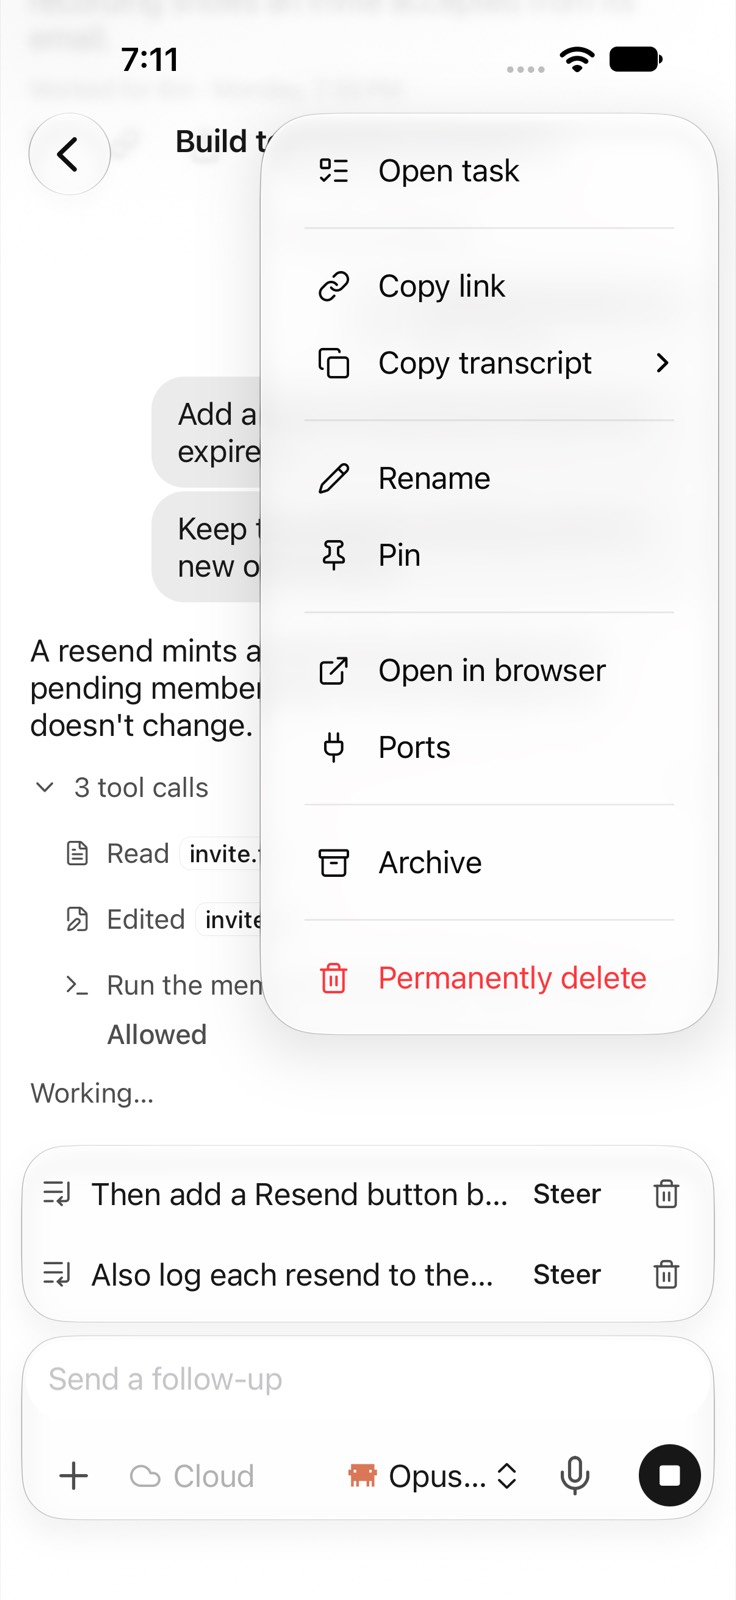 email.
7:11
Build t
Open task
Copy link
Copy transcript
Add a
expire
Rename
Keep
new o
Pin
A resend mints a
pending member
doesn't change.
Open in browser
Ports
3 tool calls
Read invite.
Archive
Edited invite
Run the men
Permanently delete
Allowed
Working...
Then add a Resend button b... Steer
Also log each resend to the... Steer
Send a follow-up
Cloud Opus...